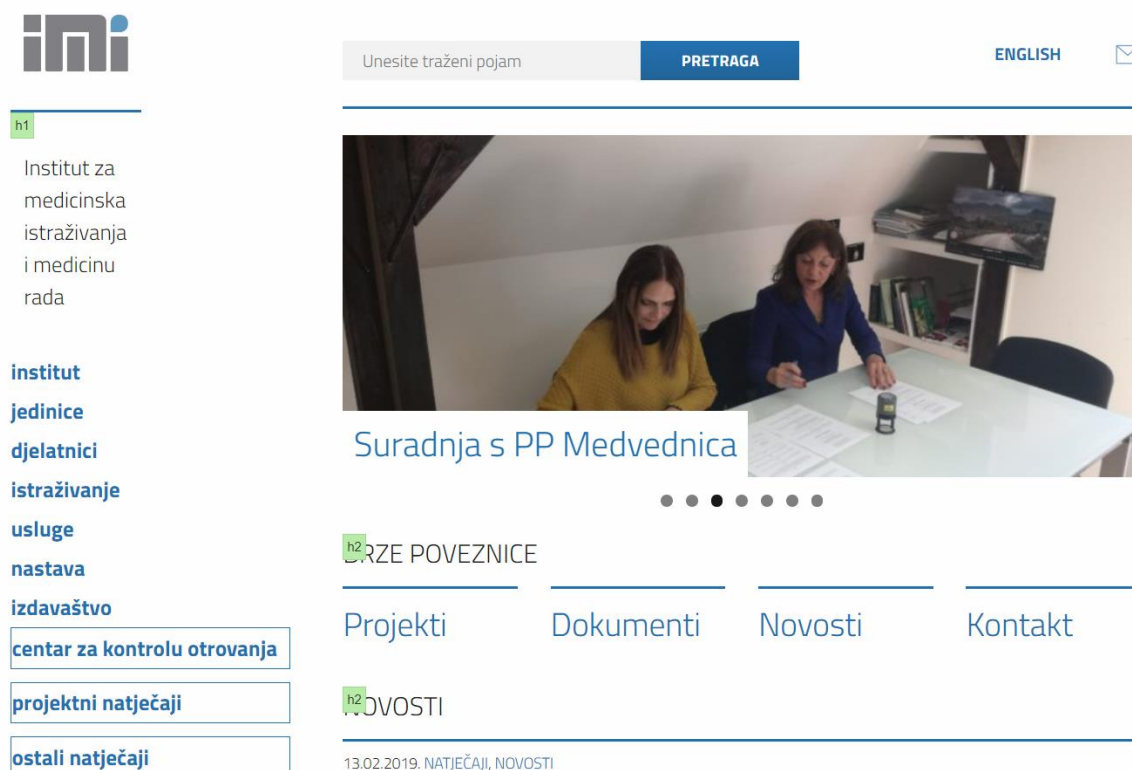 imi
Unesite traženi pojam
PRETRAGA
ENGLISH
h1
Institut za
medicinska
istraživanja
i medicinu
rada
institut
jedinice
djelatnici
istraživanje
usluge
nastava
izdavaštvo
centar za kontrolu otrovanja
projektni natječaji
ostali natječaji
Suradnja s PP Medvednica
h2
BRZE POVEZNICE
Projekti
Dokumenti
Novosti
Kontakt
h2
NOVOSTI
13.02.2019. NATJEČAJI, NOVOSTI